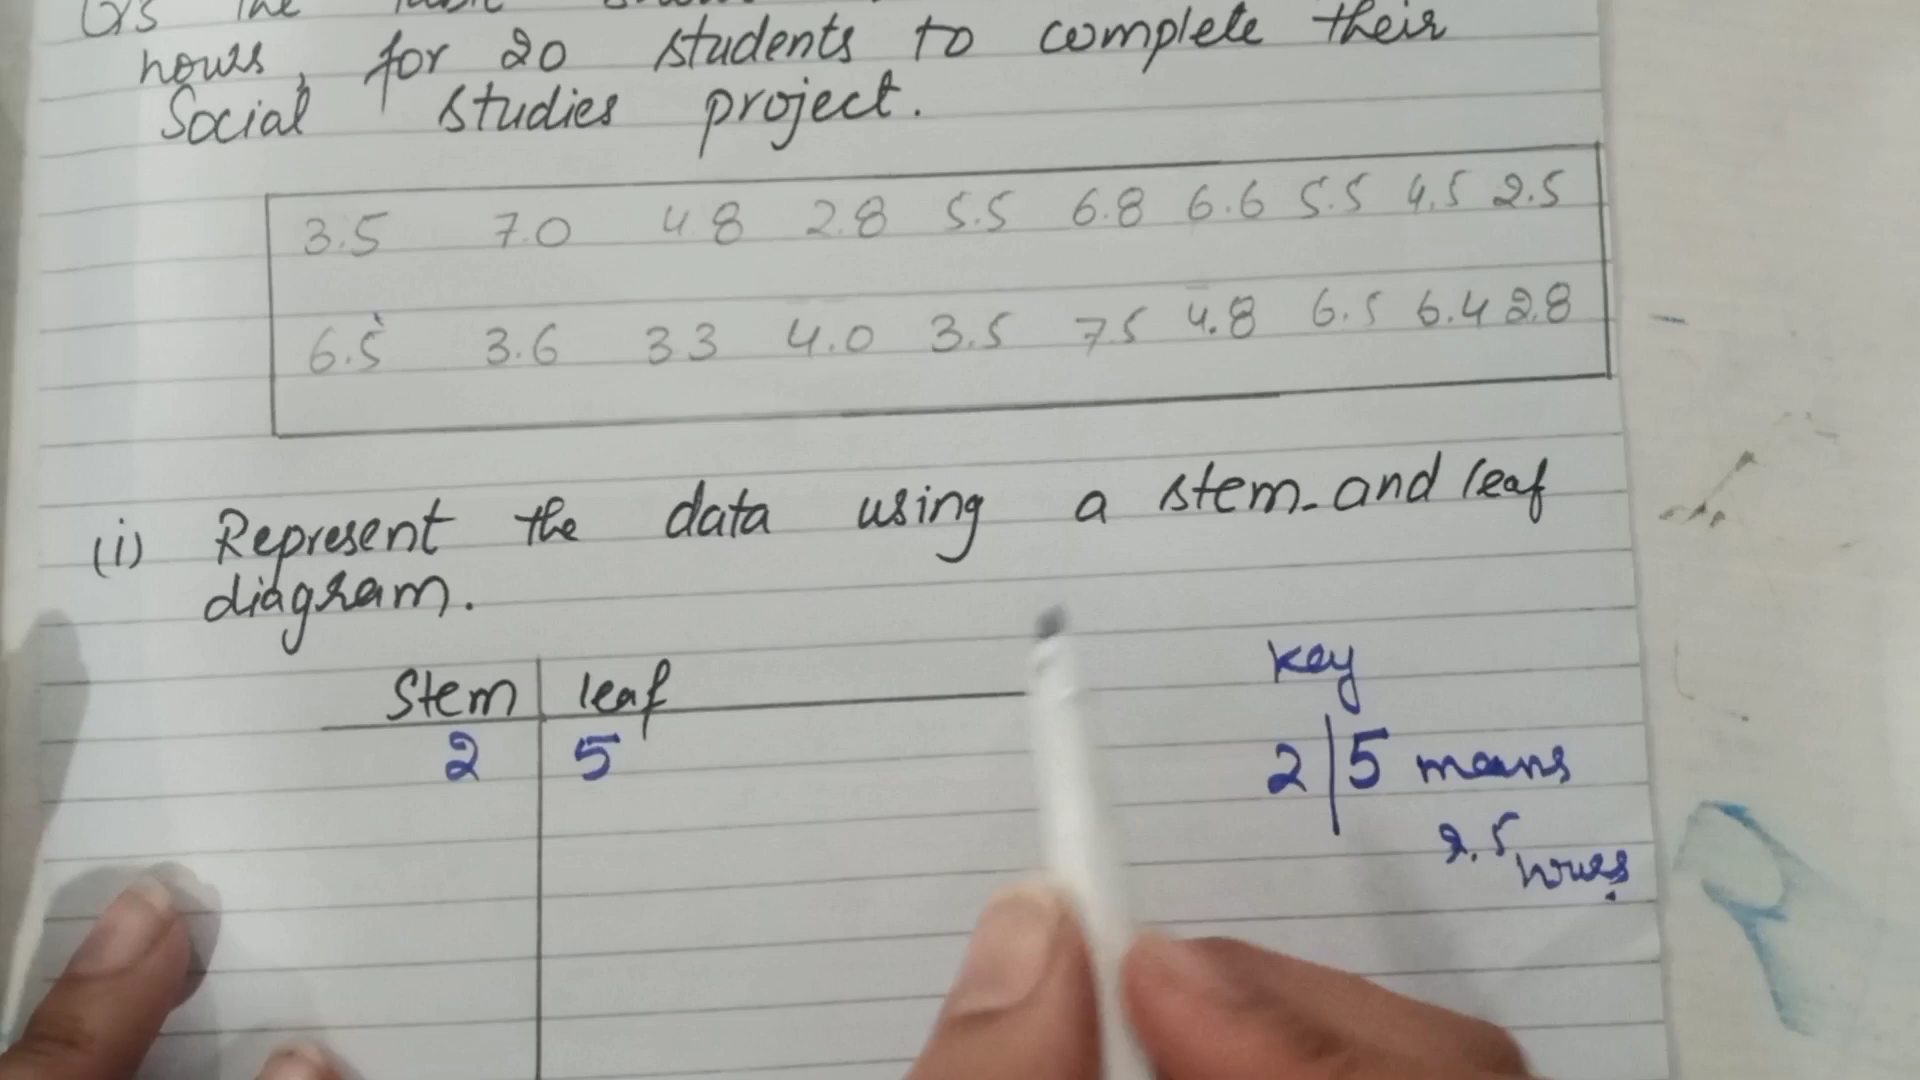 hours, for 20 students to complete their
Social studies project.
3.5 7.0 4.8 2.8 5.5 6.8 6.6 5.5 4.5 2.5
6.5 3.6 3.3 4.0 3.5 7.5 4.8 6.5 6.4 2.8
(i) Represent the data using a stem-and leaf
diagram.
Stem leaf
2 5
key
2|5 means
2.5
hours